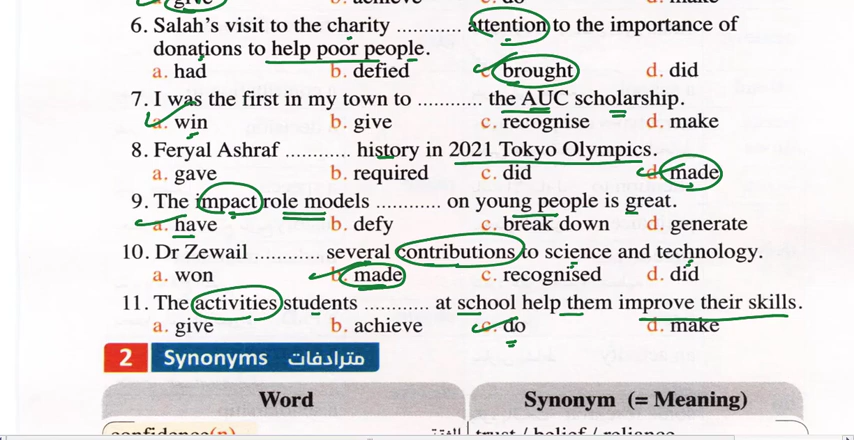 6. Salah's visit to the charity ............ attention to the importance of
donations to help poor people.
a. had b. defied c. brought d. did
7. I was the first in my town to ............ the AUC scholarship.
a. win b. give c. recognise d. make
8. Feryal Ashraf ............ history in 2021 Tokyo Olympics.
a. gave b. required c. did d. made
9. The impact role models ............ on young people is great.
a. have b. defy c. break down d. generate
10. Dr Zewail ............ several contributions to science and technology.
a. won b. made c. recognised d. did
11. The activities students ............ at school help them improve their skills.
a. give b. achieve c. do d. make
2 Synonyms مترادفات
Word Synonym (= Meaning)
confidence(n) الثقة trust / belief / reliance